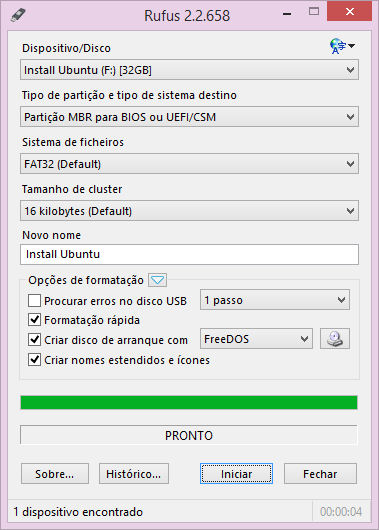 Rufus 2.2.658
Dispositivo/Disco
Install Ubuntu (F:) [32GB]
Tipo de partição e tipo de sistema destino
Partição MBR para BIOS ou UEFI/CSM
Sistema de ficheiros
FAT32 (Default)
Tamanho de cluster
16 kilobytes (Default)
Novo nome
Install Ubuntu
Opções de formatação
Procurar erros no disco USB 1 passo
Formatação rápida
Criar disco de arranque com FreeDOS
Criar nomes estendidos e ícones
PRONTO
Sobre... Histórico... Iniciar Fechar
1 dispositivo encontrado 00:00:04